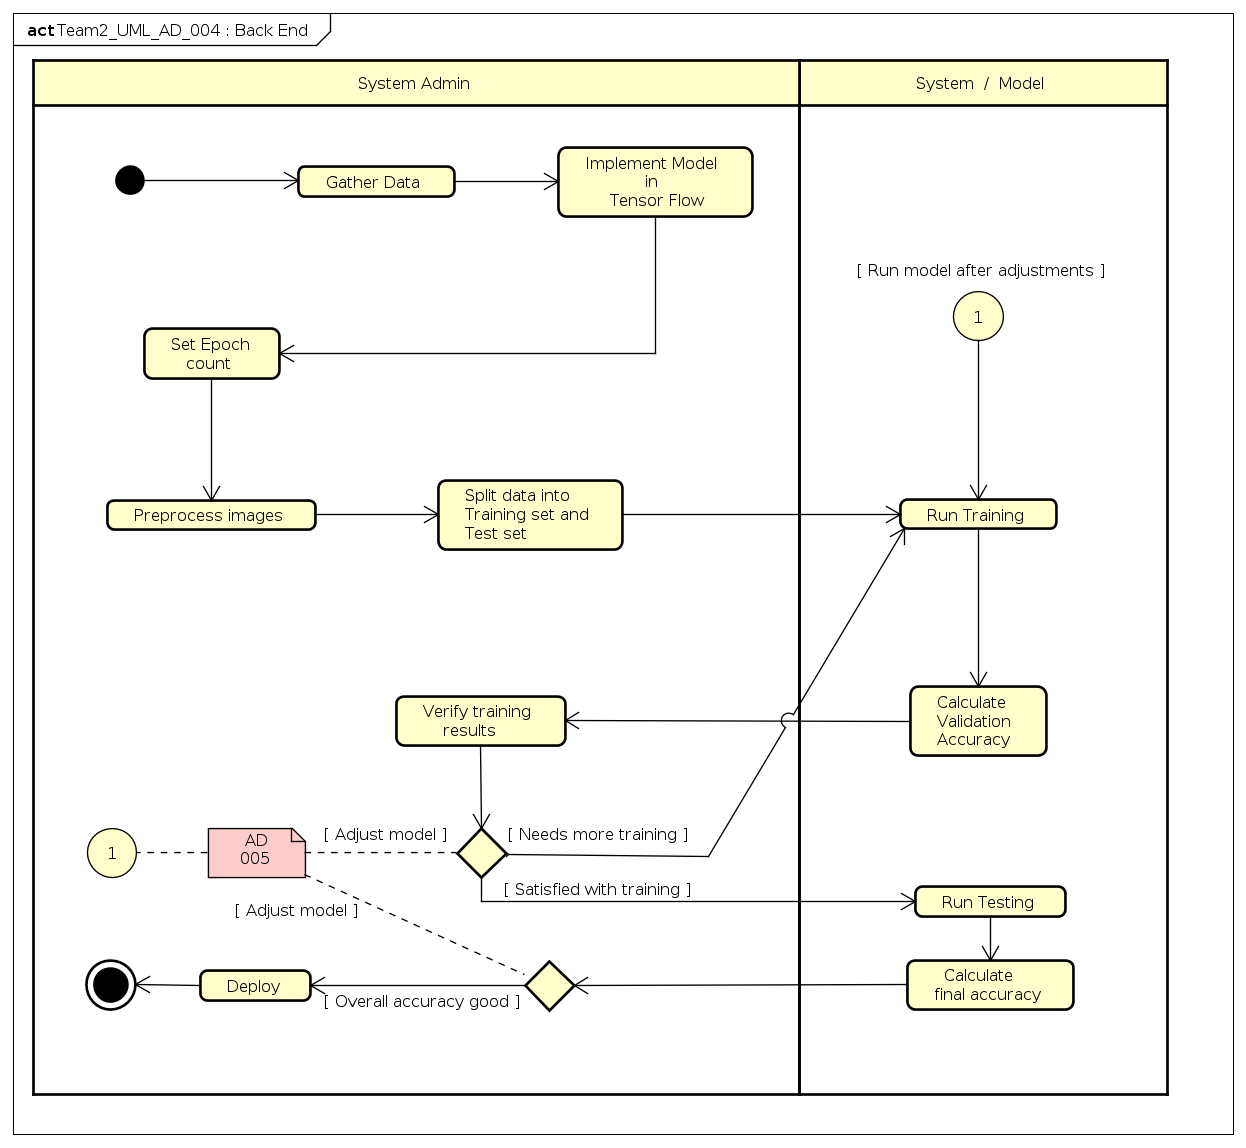 act Team2_UML_AD_004 : Back End
System Admin
System / Model
Gather Data
Implement Model
in
Tensor Flow
[ Run model after adjustments ]
1
Set Epoch
count
Preprocess images
Split data into
Training set and
Test set
Run Training
Verify training
results
Calculate
Validation
Accuracy
1
AD
005
[ Adjust model ]
[ Needs more training ]
[ Satisfied with training ]
Run Testing
[ Adjust model ]
Deploy
[ Overall accuracy good ]
Calculate
final accuracy